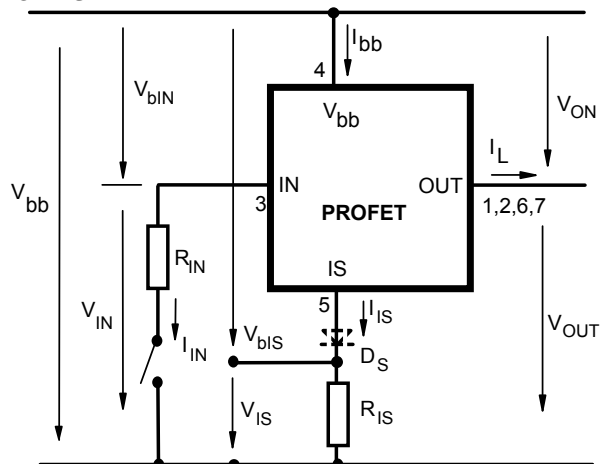 I bb
4
V bIN
V bb
V ON
I L
IN
OUT
3
PROFET
1,2,6,7
V bb
R IN
IS
5
I IS
V IN
V OUT
I IN
V bIS
D S
V IS
R IS